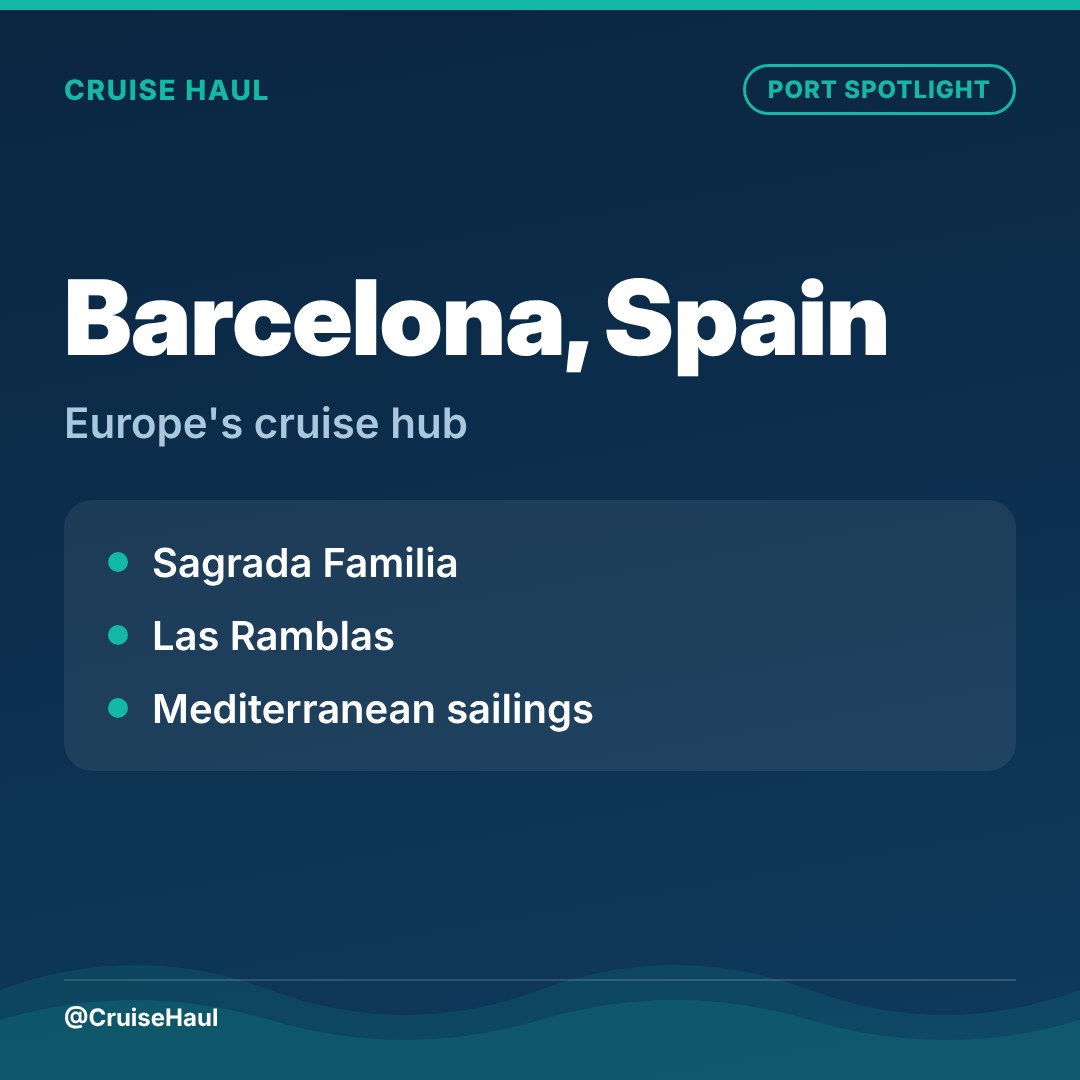 CRUISE HAUL
PORT SPOTLIGHT
Barcelona, Spain
Europe's cruise hub
Sagrada Familia
Las Ramblas
Mediterranean sailings
@CruiseHaul